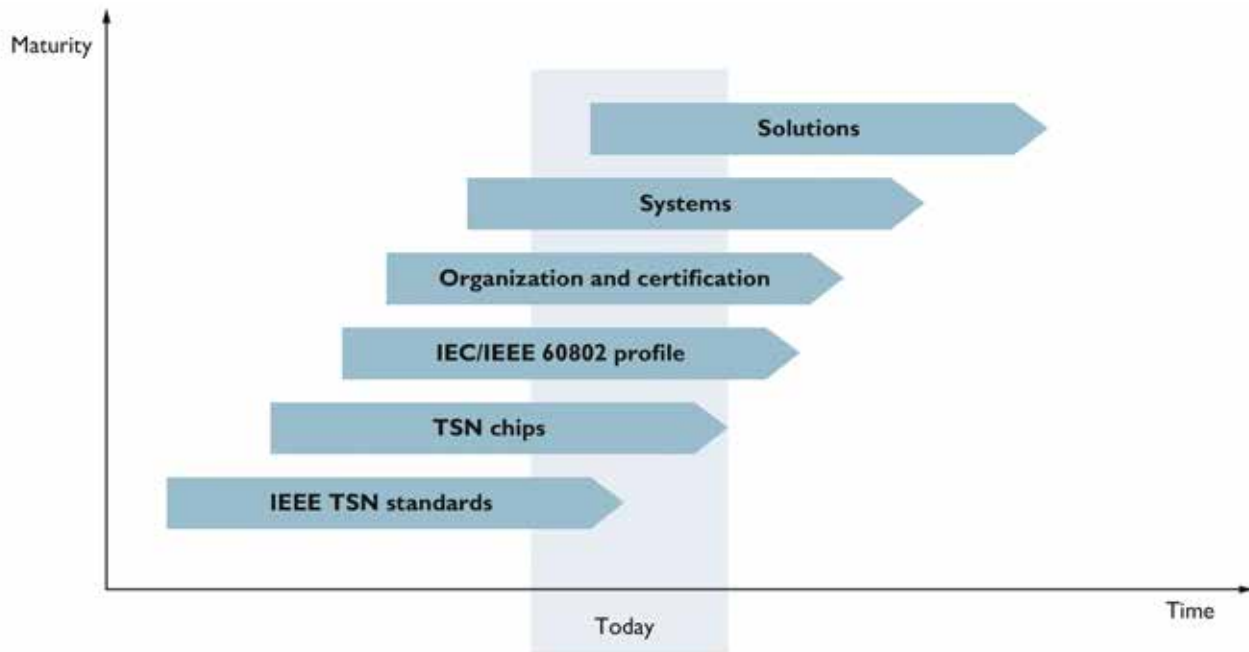 Maturity
Solutions
Systems
Organization and certification
IEC/IEEE 60802 profile
TSN chips
IEEE TSN standards
Time
Today